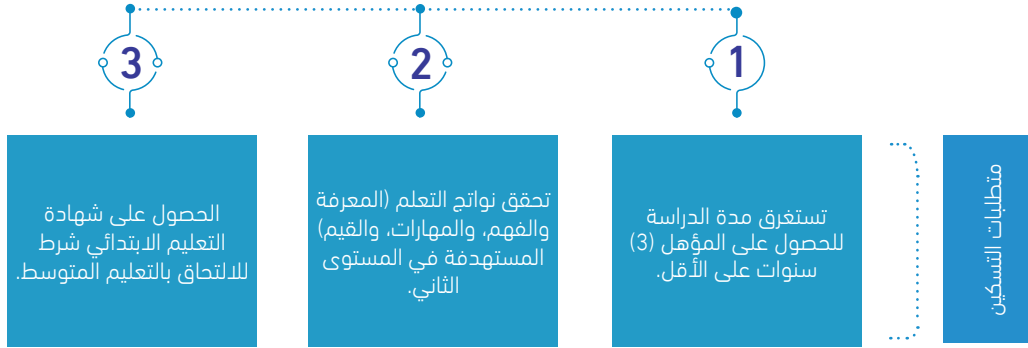 متطلبات التسكين
1
تستغرق مدة الدراسة
للحصول على المؤهل (3)
سنوات على الأقل.
2
تحقق نواتج التعلم (المعرفة
والفهم، والمهارات، والقيم)
المستهدفة في المستوى
الثاني.
3
الحصول على شهادة
التعليم الابتدائي شرط
للالتحاق بالتعليم المتوسط.